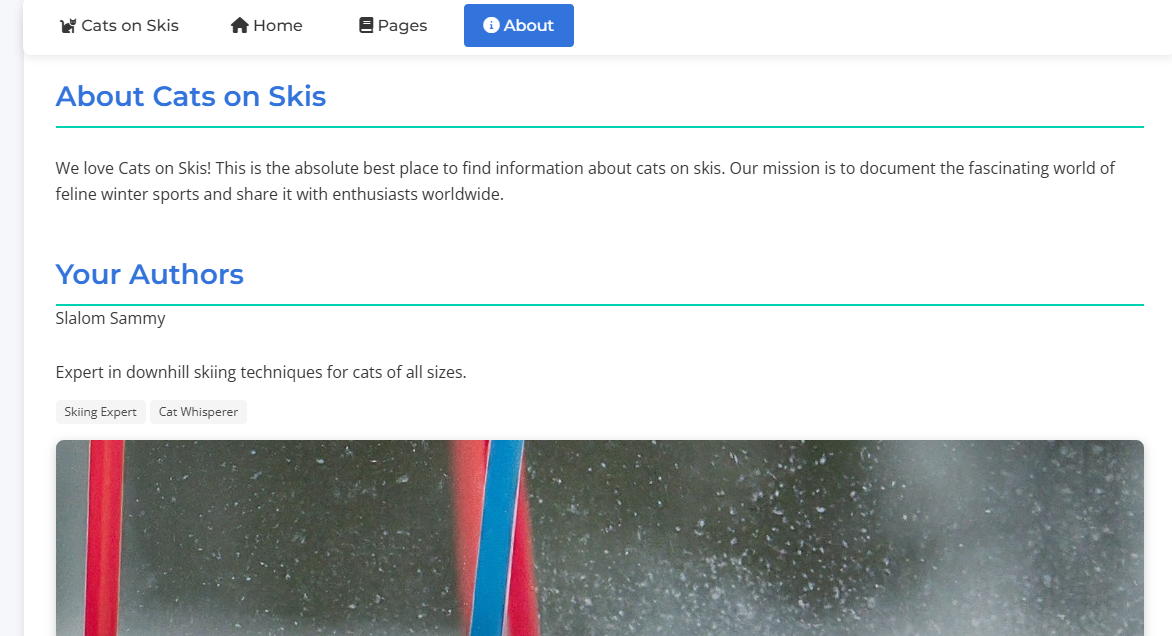 Cats on Skis Home Pages About
About Cats on Skis
We love Cats on Skis! This is the absolute best place to find information about cats on skis. Our mission is to document the fascinating world of
feline winter sports and share it with enthusiasts worldwide.
Your Authors
Slalom Sammy
Expert in downhill skiing techniques for cats of all sizes.
Skiing Expert Cat Whisperer